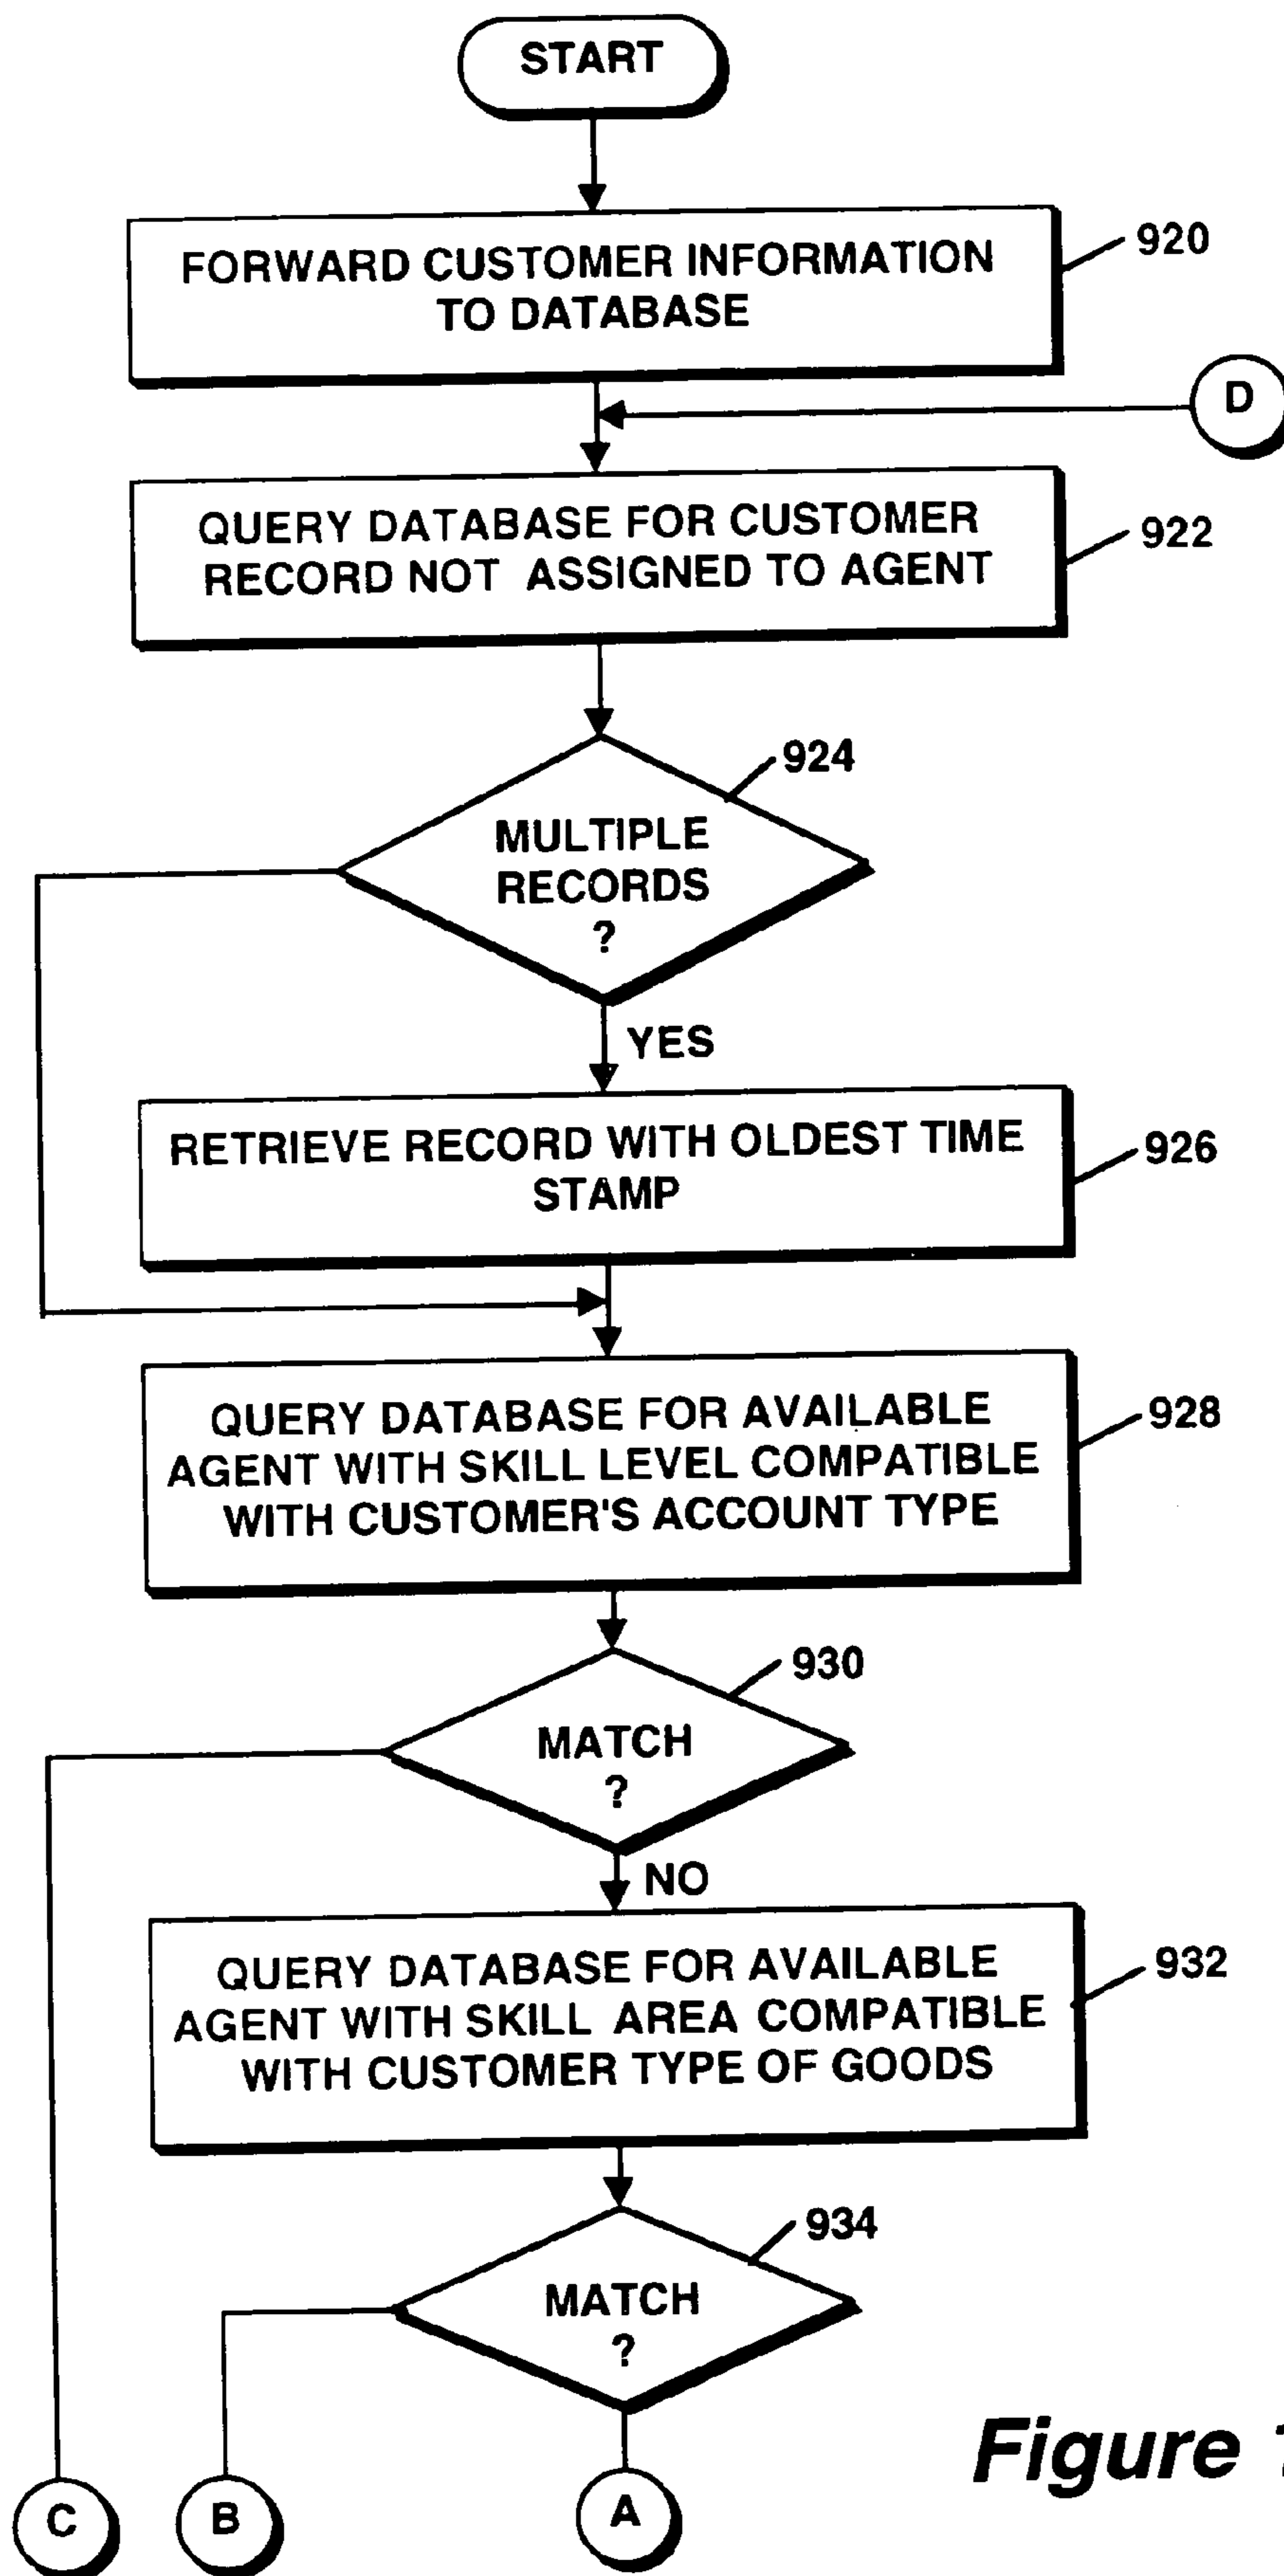 START
FORWARD CUSTOMER INFORMATION
TO DATABASE
920
D
QUERY DATABASE FOR CUSTOMER
RECORD NOT ASSIGNED TO AGENT
922
924
MULTIPLE
RECORDS
?
YES
RETRIEVE RECORD WITH OLDEST TIME
STAMP
926
QUERY DATABASE FOR AVAILABLE
AGENT WITH SKILL LEVEL COMPATIBLE
WITH CUSTOMER'S ACCOUNT TYPE
928
930
MATCH
?
NO
QUERY DATABASE FOR AVAILABLE
AGENT WITH SKILL AREA COMPATIBLE
WITH CUSTOMER TYPE OF GOODS
932
934
MATCH
?
Figure
C
B
A